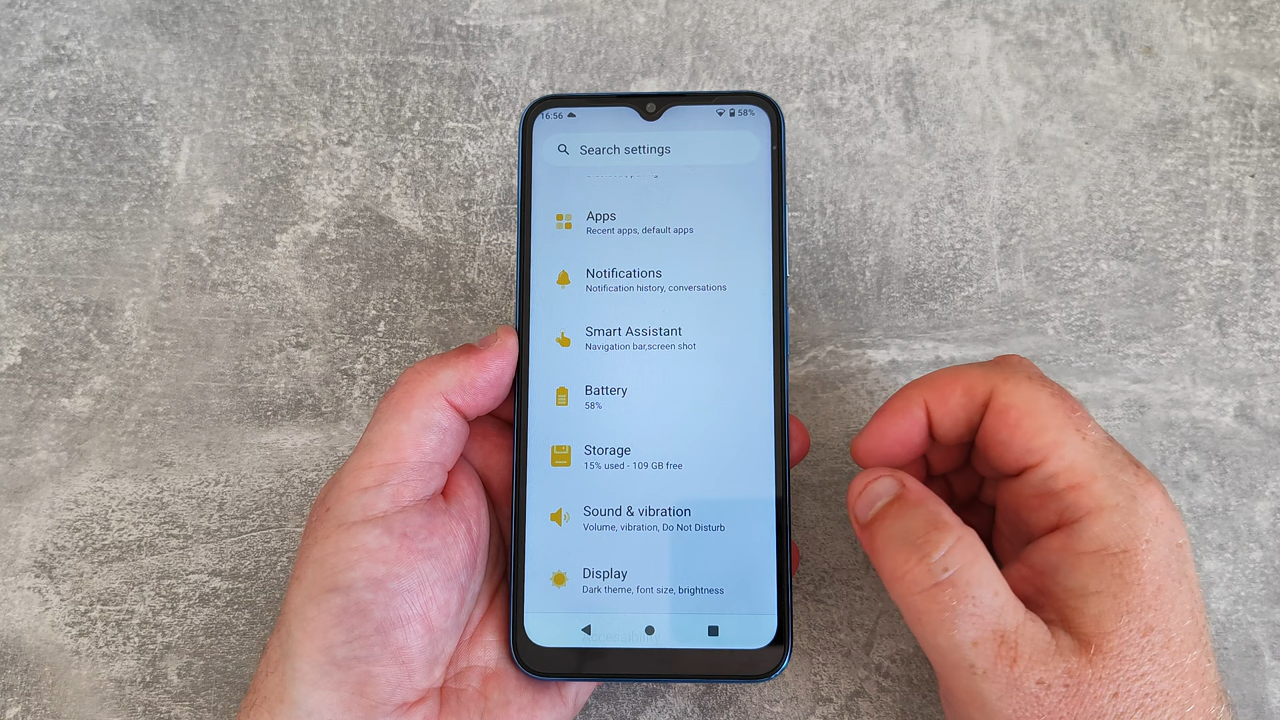 16:56
58%
Search settings
Apps
Recent apps, default apps
Notifications
Notification history, conversations
Smart Assistant
Navigation bar,screen shot
Battery
58%
Storage
15% used - 109 GB free
Sound & vibration
Volume, vibration, Do Not Disturb
Display
Dark theme, font size, brightness
Accessibility